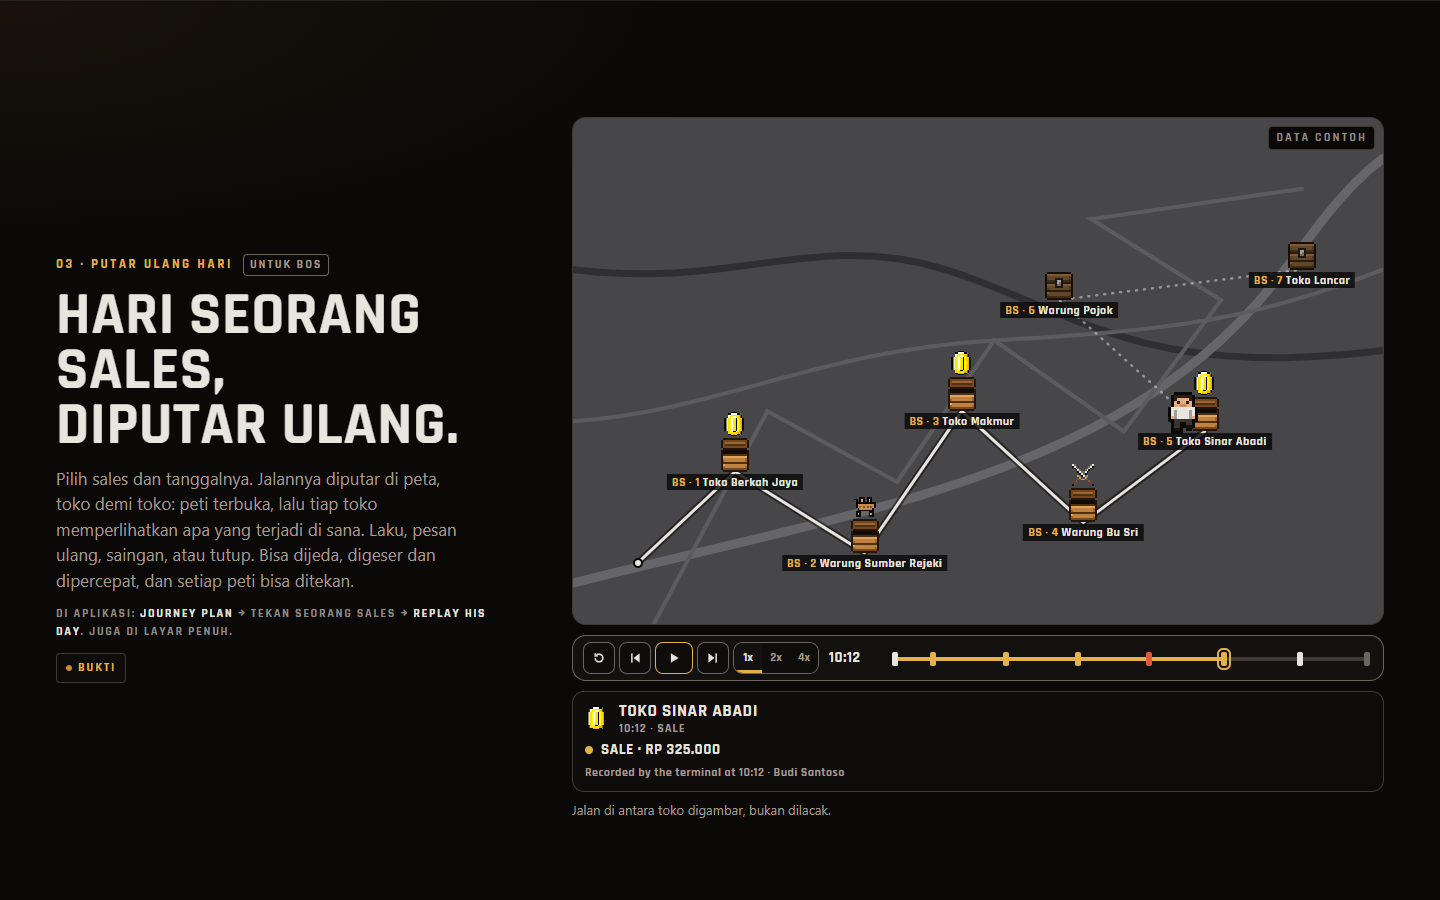 03 · PUTAR ULANG HARI
UNTUK BOS
HARI SEORANG
SALES,
DIPUTAR ULANG.
Pilih sales dan tanggalnya. Jalannya diputar di peta,
toko demi toko: peti terbuka, lalu tiap toko
memperlihatkan apa yang terjadi di sana. Laku, pesan
ulang, saingan, atau tutup. Bisa dijeda, digeser dan
dipercepat, dan setiap peti bisa ditekan.
DI APLIKASI: JOURNEY PLAN → TEKAN SEORANG SALES → REPLAY HIS
DAY. JUGA DI LAYAR PENUH.
BUKTI
DATA CONTOH
BS · 7 Toko Lancar
BS · 6 Warung Pojok
BS · 3 Toko Makmur
BS · 5 Toko Sinar Abadi
BS · 1 Toko Berkah Jaya
BS · 4 Warung Bu Sri
BS · 2 Warung Sumber Rejeki
1x 2x 4x 10:12
TOKO SINAR ABADI
10:12 · SALE
SALE · RP 325.000
Recorded by the terminal at 10:12 · Budi Santoso
Jalan di antara toko digambar, bukan dilacak.